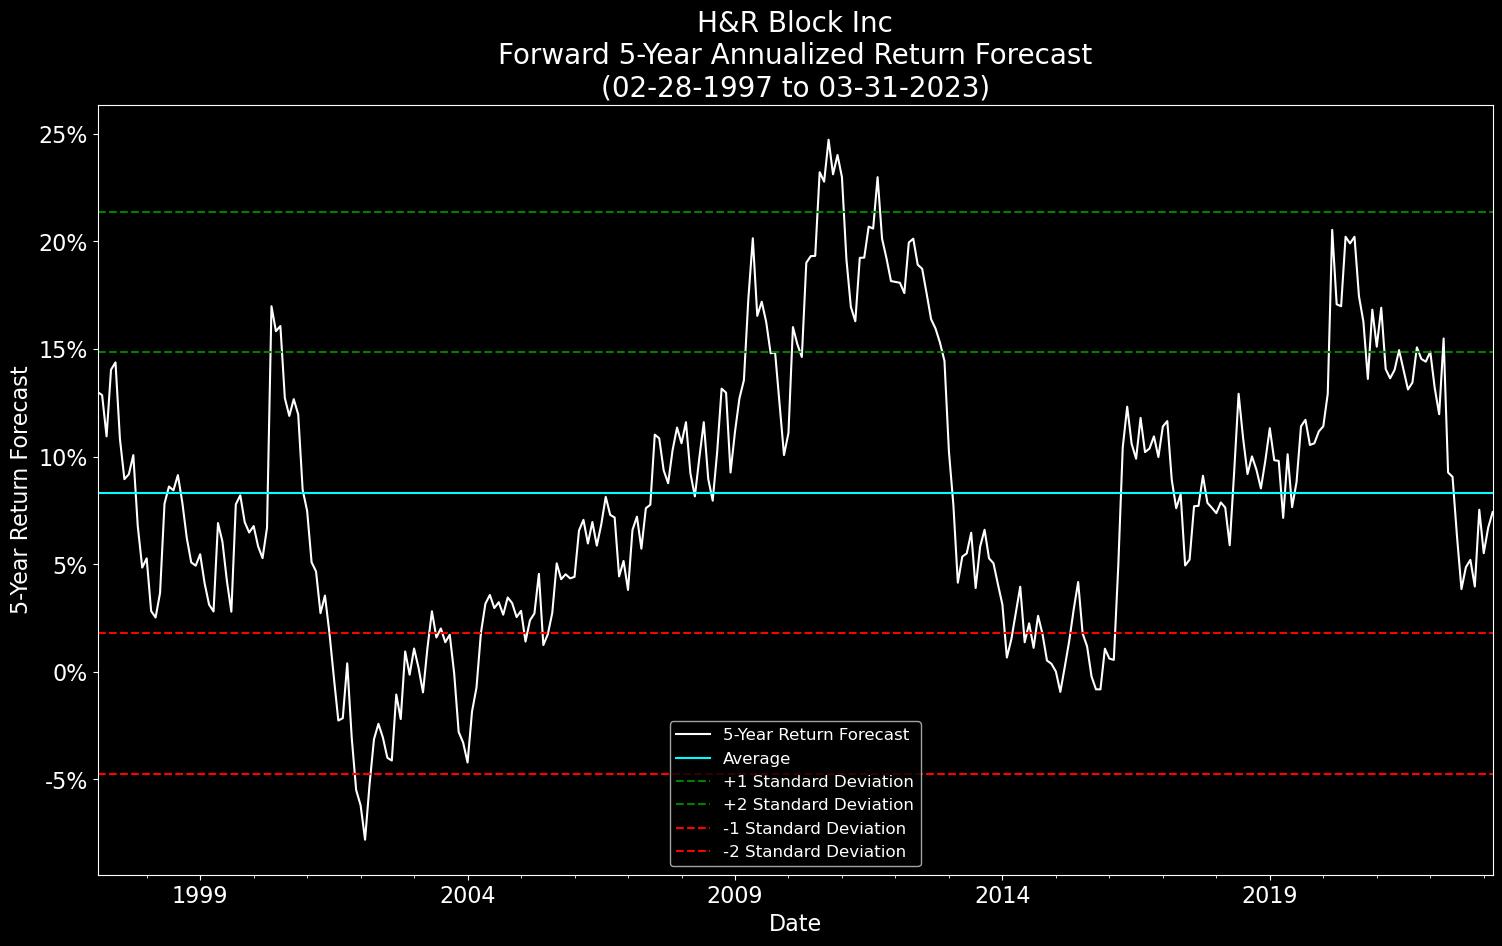 H&R Block Inc
Forward 5-Year Annualized Return Forecast
(02-28-1997 to 03-31-2023)
25%
20%
15%
10%
5%
0%
-5%
5-Year Return Forecast
5-Year Return Forecast
Average
+1 Standard Deviation
+2 Standard Deviation
-1 Standard Deviation
-2 Standard Deviation
1999
2004
2009
2014
2019
Date